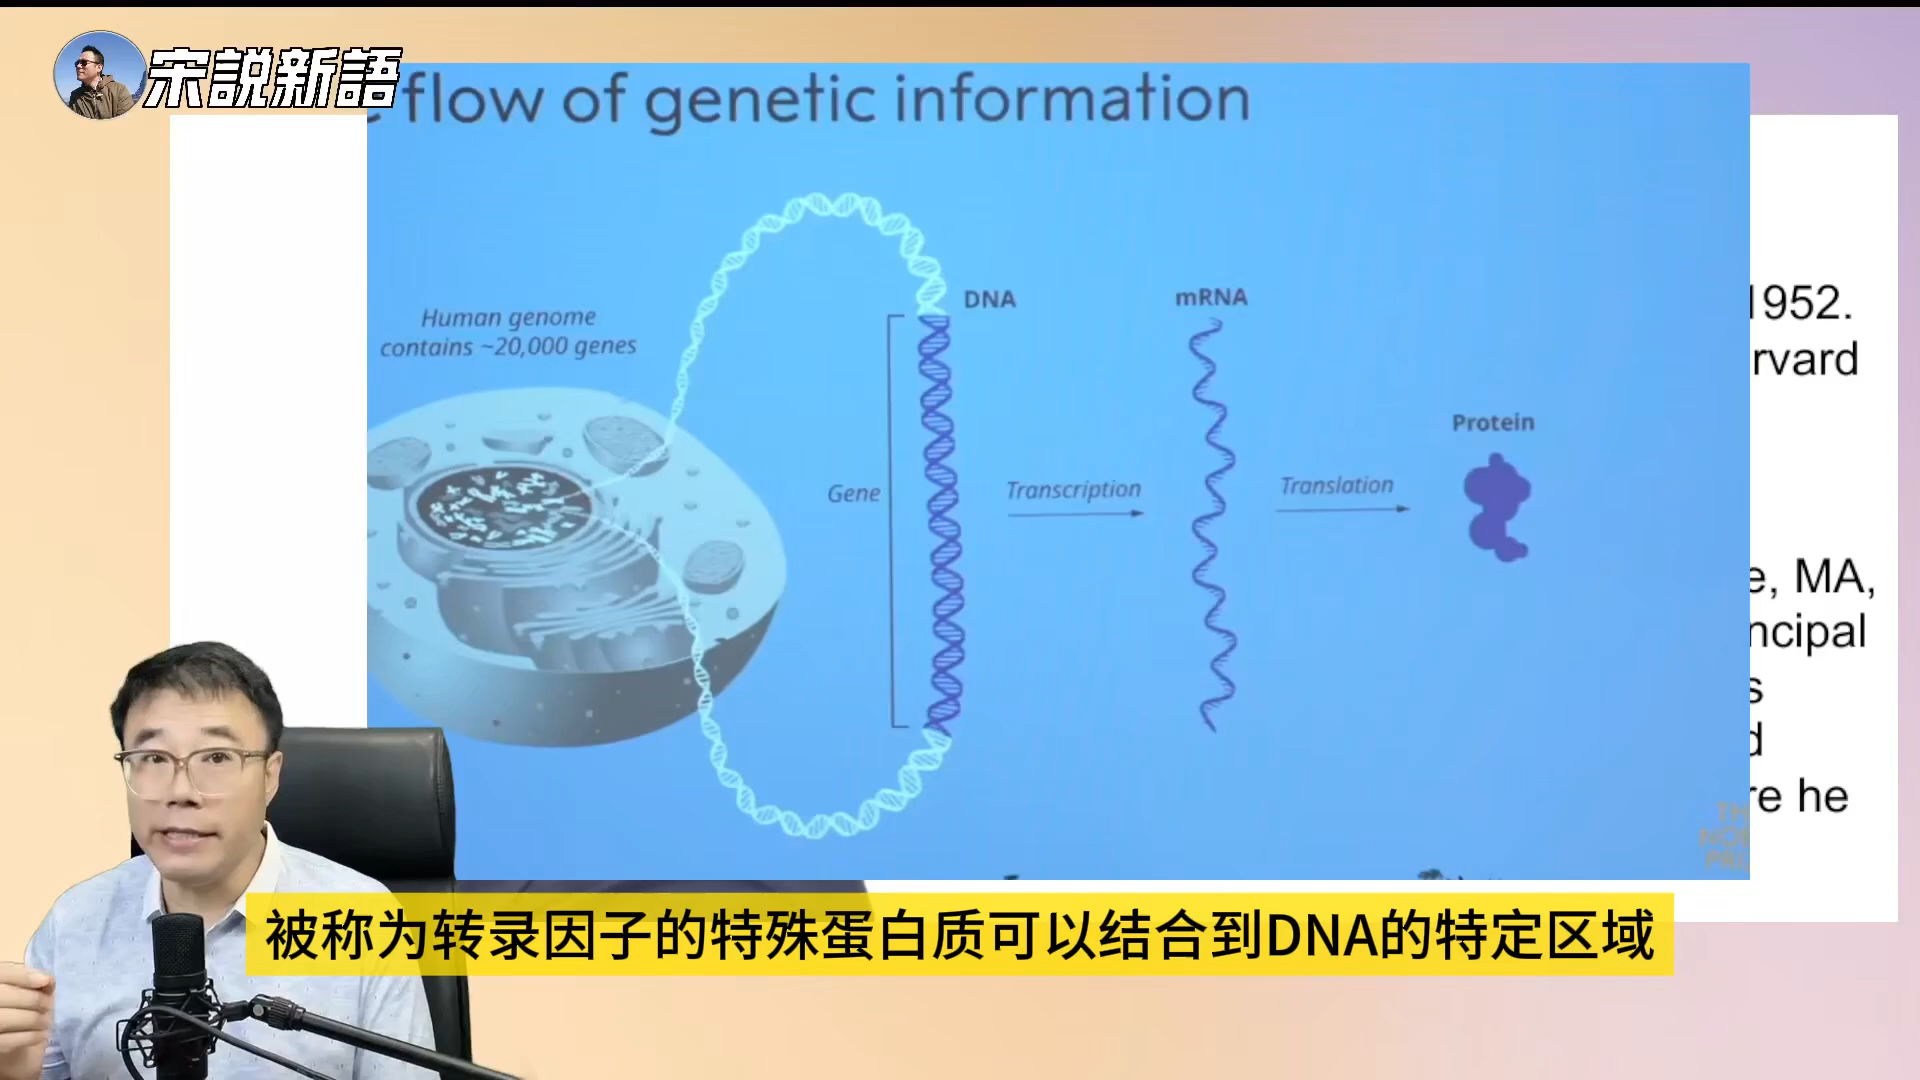 宋説新語
flow of genetic information
Human genome
contains ~20,000 genes
DNA
mRNA
Protein
Gene
Transcription
Translation
1952.
rvard
e, MA,
ncipal
s
d
re he
被称为转录因子的特殊蛋白质可以结合到DNA的特定区域